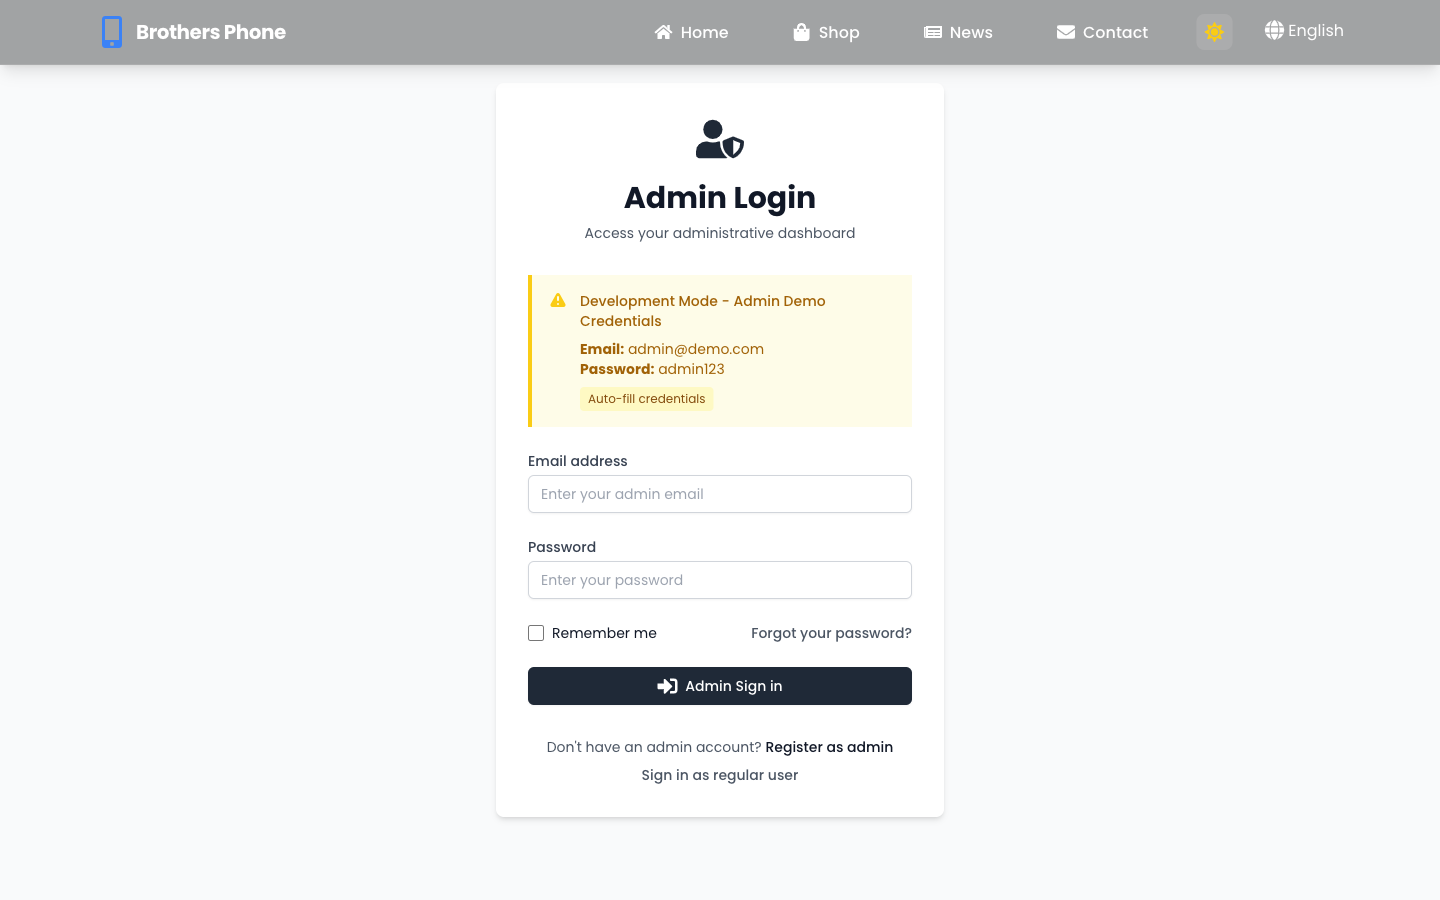 Brothers Phone
Home
Shop
News
Contact
English
Admin Login
Access your administrative dashboard
Development Mode - Admin Demo
Credentials
Email: admin@demo.com
Password: admin123
Auto-fill credentials
Email address
Enter your admin email
Password
Enter your password
Remember me
Forgot your password?
Admin Sign in
Don't have an admin account? Register as admin
Sign in as regular user